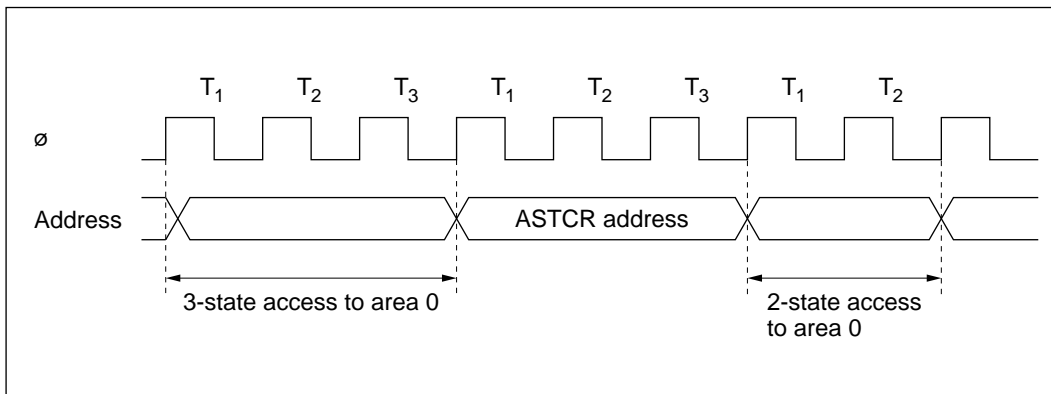 T1 T2 T3 T1 T2 T3 T1 T2
ø
Address
ASTCR address
3-state access to area 0
2-state access
to area 0